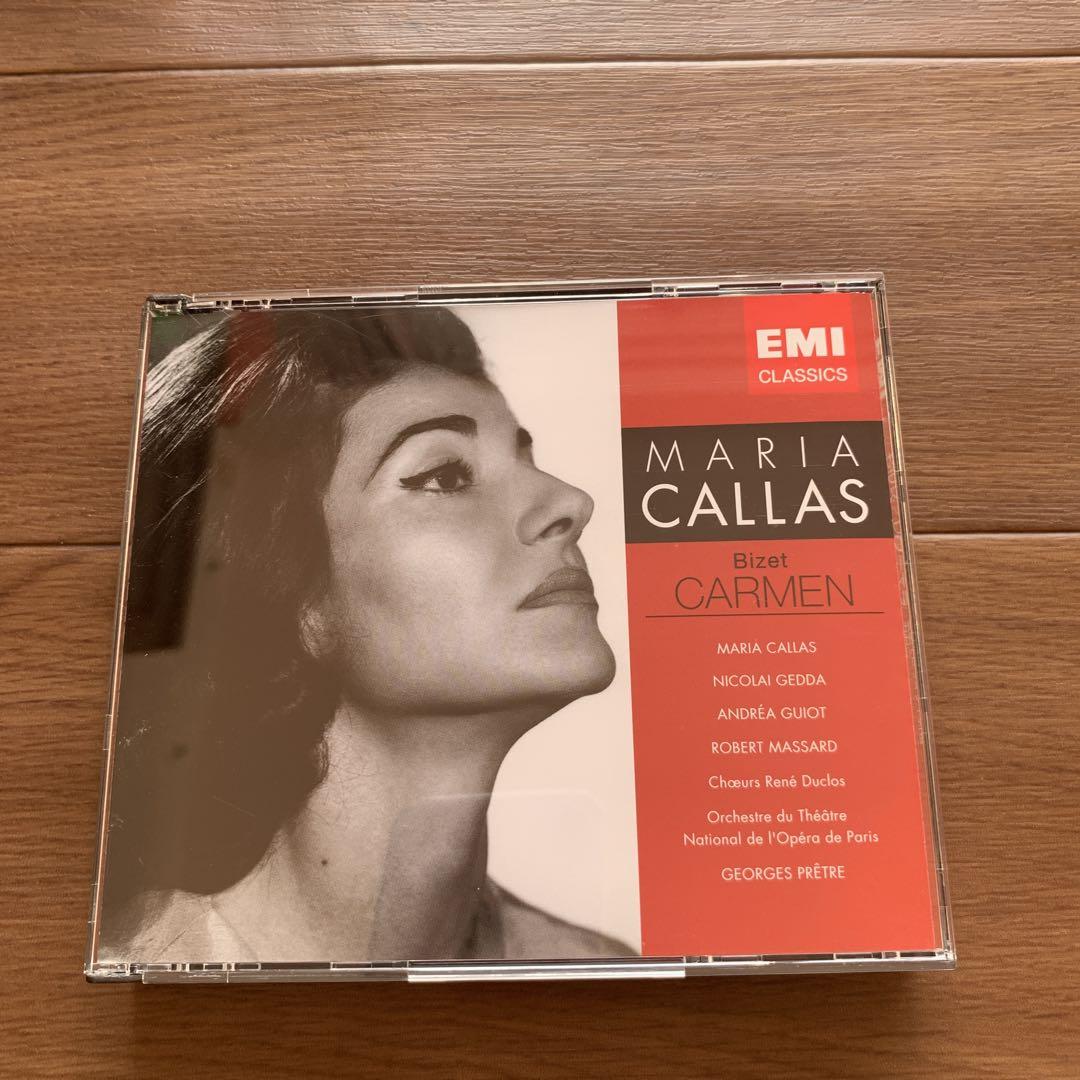 EMI
CLASSICS
MARIA
CALLAS
Bizet
CARMEN
MARIA CALLAS
NICOLAI GEDDA
ANDRÉA GUIOT
ROBERT MASSARD
Chœurs René Duclos
Orchestre du Théâtre
National de l'Opéra de Paris
GEORGES PRÊTRE